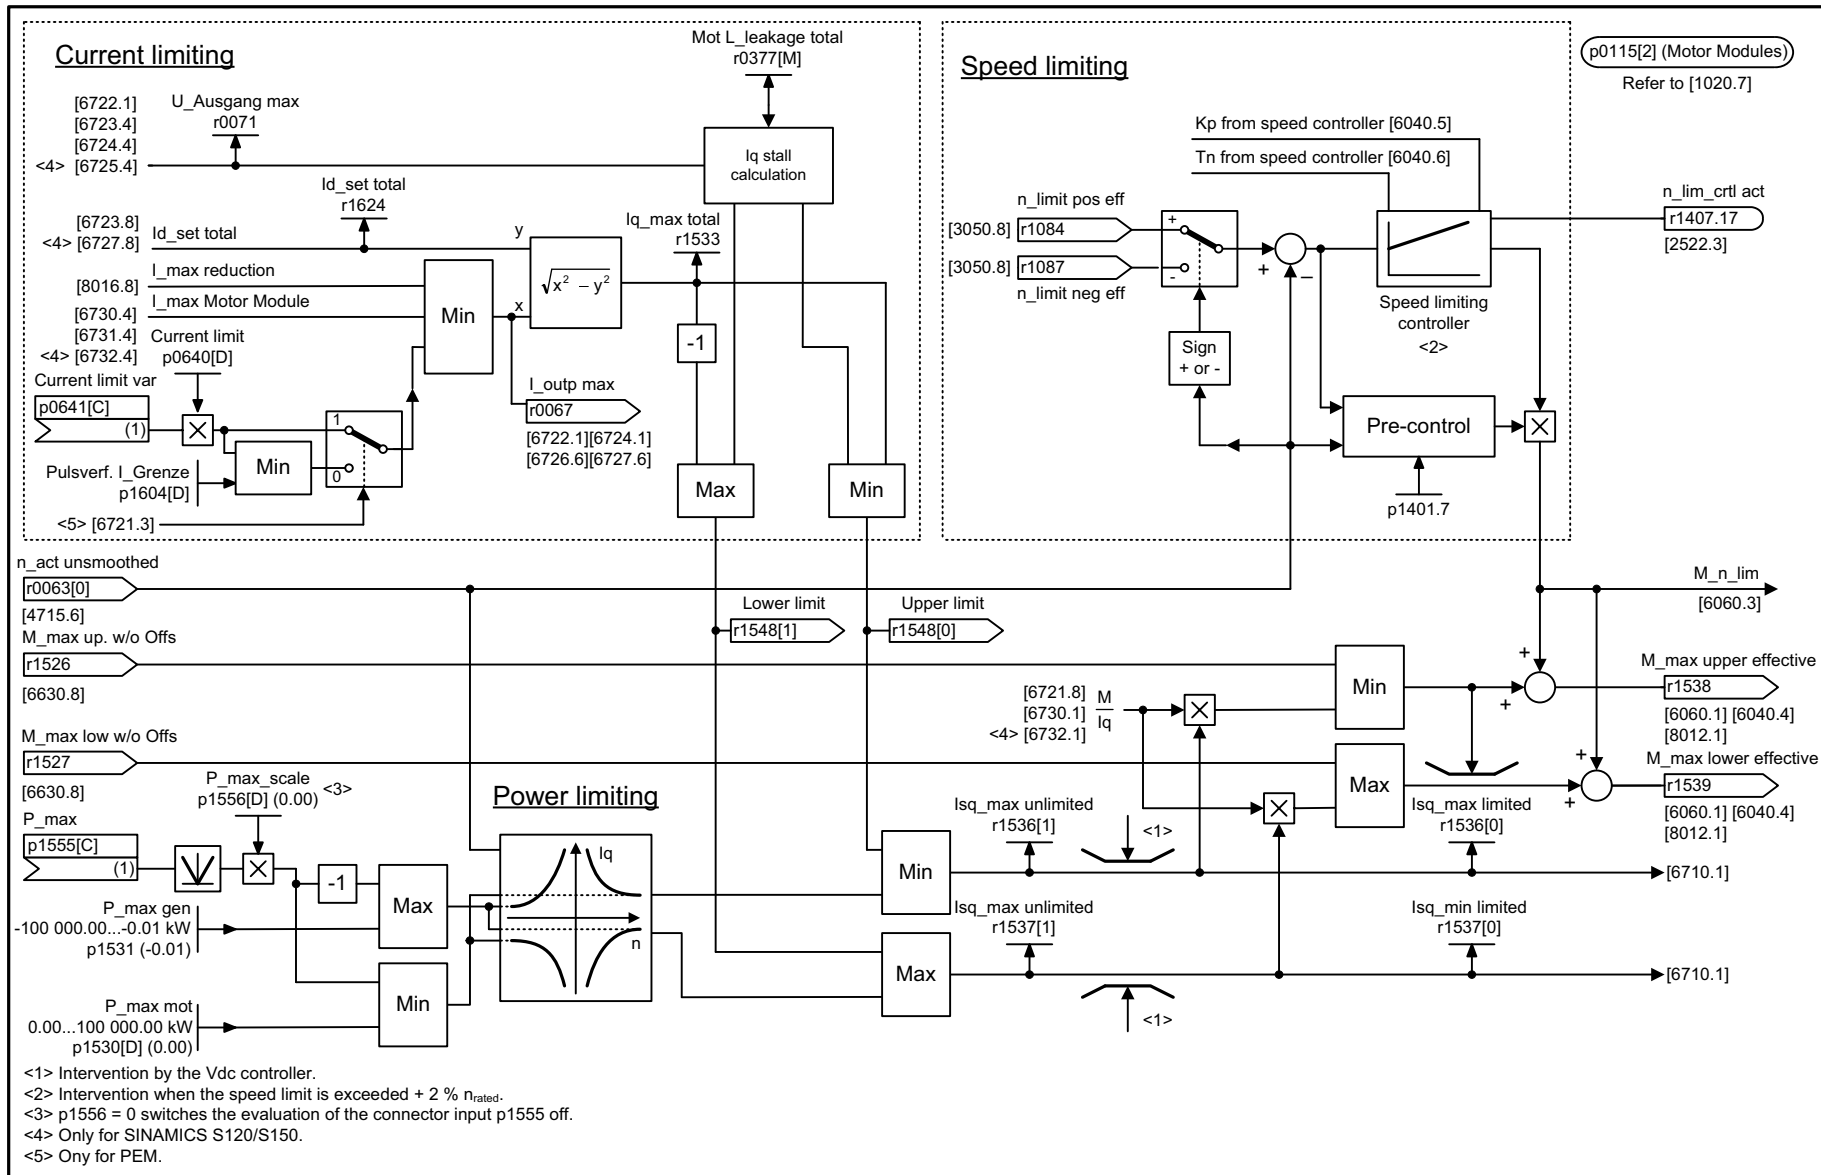 Current limiting
Mot L_leakage total
r0377[M]
[6722.1]
[6723.4]
[6724.4]
<4> [6725.4]
U_Ausgang max
r0071
Iq stall
calculation
Id_set total
r1624
[6723.8]
<4> [6727.8]
Id_set total
y
Iq_max total
r1533
I_max reduction
[8016.8]
I_max Motor Module
[6730.4]
[6731.4]
<4> [6732.4]
Min
x
√x² – y²
-1
Current limit
p0640[D]
Current limit var
p0641[C]
(1)
×
1
0
Min
Pulsverf. I_Grenze
p1604[D]
<5> [6721.3]
I_outp max
r0067
[6722.1][6724.1]
[6726.6][6727.6]
Max
Min
Speed limiting
p0115[2] (Motor Modules)
Refer to [1020.7]
Kp from speed controller [6040.5]
Tn from speed controller [6040.6]
n_limit pos eff
[3050.8] r1084
[3050.8] r1087
n_limit neg eff
+
-
+
–
Sign
+ or -
Speed limiting
controller
<2>
n_lim_crtl act
r1407.17
[2522.3]
Pre-control
×
p1401.7
n_act unsmoothed
r0063[0]
[4715.6]
M_max up. w/o Offs
r1526
[6630.8]
M_max low w/o Offs
r1527
[6630.8]
Lower limit
r1548[1]
Upper limit
r1548[0]
M_n_lim
[6060.3]
[6721.8]
[6730.1]
<4> [6732.1]
M
Iq
×
Min
+
+
M_max upper effective
r1538
[6060.1] [6040.4]
[8012.1]
×
Max
+
+
M_max lower effective
r1539
[6060.1] [6040.4]
[8012.1]
P_max_scale
p1556[D] (0.00)
<3>
P_max
p1555[C]
(1)
×
-1
Max
P_max gen
-100 000.00...-0.01 kW
p1531 (-0.01)
Min
P_max mot
0.00...100 000.00 kW
p1530[D] (0.00)
Power limiting
Iq
n
Min
Isq_max unlimited
r1536[1]
<1>
Isq_max limited
r1536[0]
[6710.1]
Max
Isq_max unlimited
r1537[1]
<1>
Isq_min limited
r1537[0]
[6710.1]
<1> Intervention by the Vdc controller.
<2> Intervention when the speed limit is exceeded + 2 % nrated.
<3> p1556 = 0 switches the evaluation of the connector input p1555 off.
<4> Only for SINAMICS S120/S150.
<5> Ony for PEM.